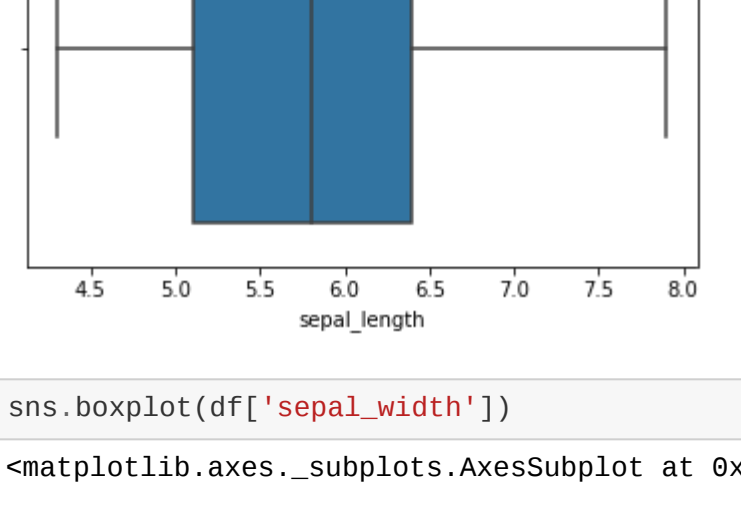 4.5 5.0 5.5 6.0 6.5 7.0 7.5 8.0
sepal_length
sns.boxplot(df['sepal_width'])
<matplotlib.axes._subplots.AxesSubplot at 0x